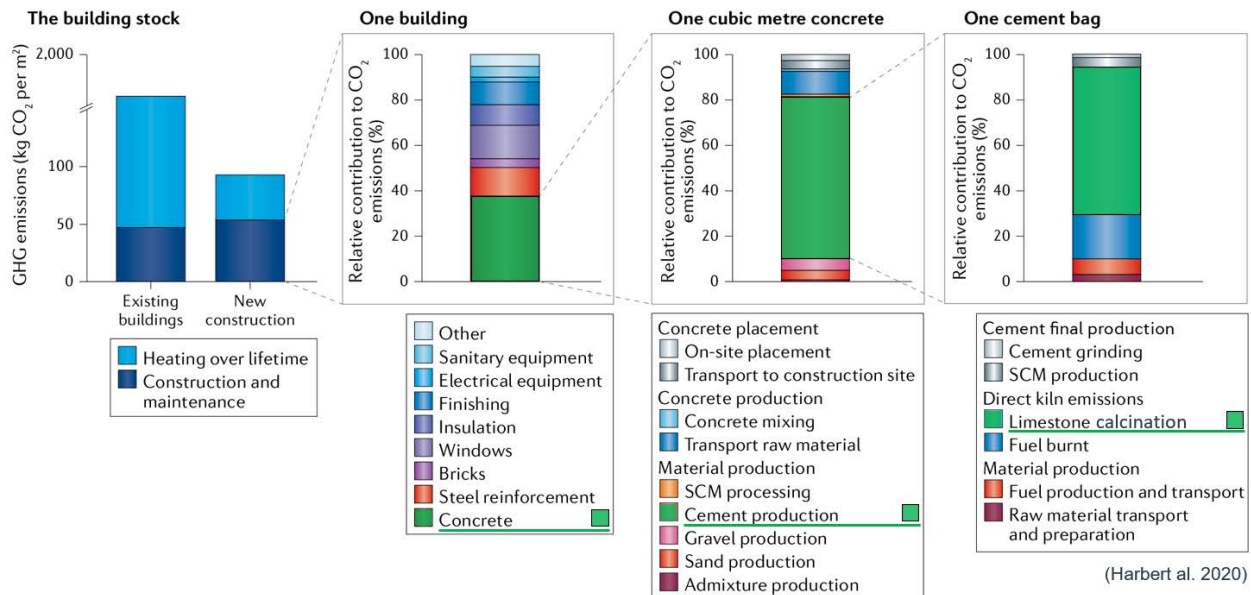 The building stock
One building
One cubic metre concrete
One cement bag
GHG emissions (kg CO₂ per m²)
2,000
100
50
0
Existing
buildings
New
construction
Heating over lifetime
Construction and
maintenance
Relative contribution to CO₂
emissions (%)
100
80
60
40
20
0
Other
Sanitary equipment
Electrical equipment
Finishing
Insulation
Windows
Bricks
Steel reinforcement
Concrete
Relative contribution to CO₂
emissions (%)
100
80
60
40
20
0
Concrete placement
On-site placement
Transport to construction site
Concrete production
Concrete mixing
Transport raw material
Material production
SCM processing
Cement production
Gravel production
Sand production
Admixture production
Relative contribution to CO₂
emissions (%)
100
80
60
40
20
0
Cement final production
Cement grinding
SCM production
Direct kiln emissions
Limestone calcination
Fuel burnt
Material production
Fuel production and transport
Raw material transport
and preparation
(Harbert al. 2020)